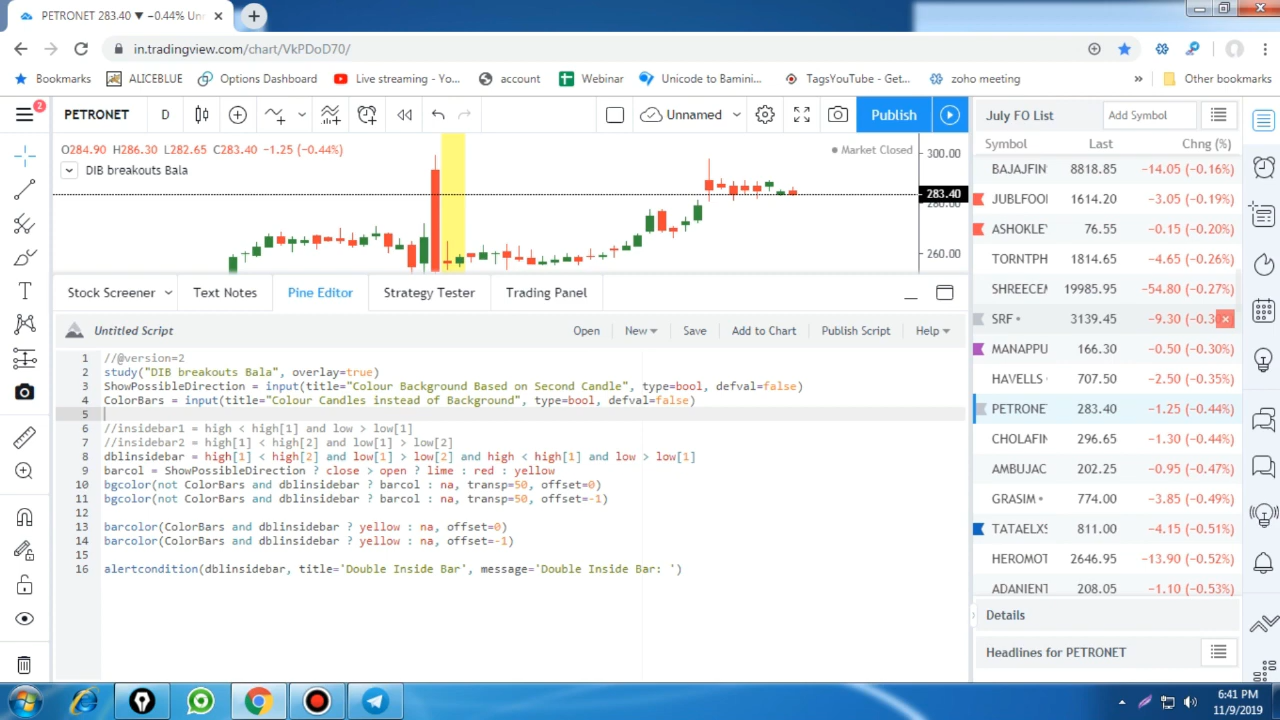 PETRONET 283.40 ▼ −0.44% Un
in.tradingview.com/chart/VkPDoD70/
Bookmarks ALICEBLUE Options Dashboard Live streaming - Yo... account Webinar Unicode to Bamini... TagsYouTube - Get... zoho meeting » Other bookmarks
2
PETRONET D Unnamed Publish
July FO List Add Symbol
Symbol Last Chng (%)
O284.90 H286.30 L282.65 C283.40 −1.25 (−0.44%)
Market Closed
DIB breakouts Bala
300.00
283.40
280.00
260.00
BAJAJFIN 8818.85 −14.05 (−0.16%)
JUBLFOO 1614.20 −3.05 (−0.19%)
ASHOKLEY 76.55 −0.15 (−0.20%)
TORNTPH 1814.65 −4.65 (−0.26%)
SHREECEM 19985.95 −54.80 (−0.27%)
SRF 3139.45 −9.30 (−0.3
MANAPPU 166.30 −0.50 (−0.30%)
HAVELLS 707.50 −2.50 (−0.35%)
PETRONE 283.40 −1.25 (−0.44%)
CHOLAFIN 296.65 −1.30 (−0.44%)
AMBUJAC 202.25 −0.95 (−0.47%)
GRASIM 774.00 −3.85 (−0.49%)
TATAELXS 811.00 −4.15 (−0.51%)
HEROMOT 2646.95 −13.90 (−0.52%)
ADANIENT 208.05 −1.10 (−0.53%)
Details
Headlines for PETRONET
Stock Screener Text Notes Pine Editor Strategy Tester Trading Panel
Untitled Script Open New Save Add to Chart Publish Script Help
1 //@version=2
2 study("DIB breakouts Bala", overlay=true)
3 ShowPossibleDirection = input(title="Colour Background Based on Second Candle", type=bool, defval=false)
4 ColorBars = input(title="Colour Candles instead of Background", type=bool, defval=false)
5
6 //insidebar1 = high < high[1] and low > low[1]
7 //insidebar2 = high[1] < high[2] and low[1] > low[2]
8 dblinsidebar = high[1] < high[2] and low[1] > low[2] and high < high[1] and low > low[1]
9 barcol = ShowPossibleDirection ? close > open ? lime : red : yellow
10 bgcolor(not ColorBars and dblinsidebar ? barcol : na, transp=50, offset=0)
11 bgcolor(not ColorBars and dblinsidebar ? barcol : na, transp=50, offset=-1)
12
13 barcolor(ColorBars and dblinsidebar ? yellow : na, offset=0)
14 barcolor(ColorBars and dblinsidebar ? yellow : na, offset=-1)
15
16 alertcondition(dblinsidebar, title='Double Inside Bar', message='Double Inside Bar: ')
6:41 PM
11/9/2019